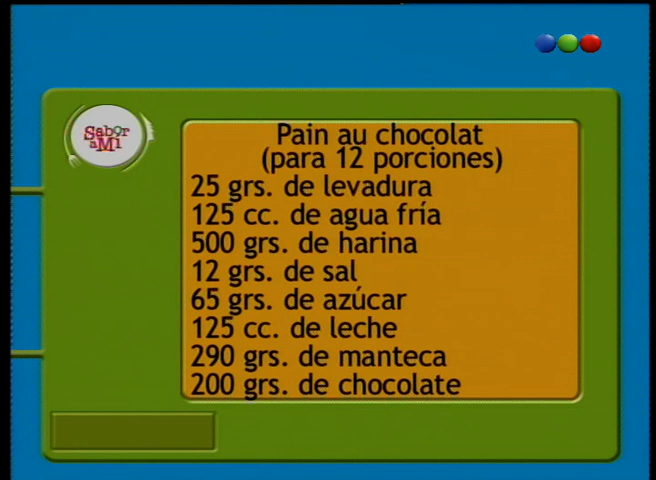 Sabor
a Mí
Pain au chocolat
(para 12 porciones)
25 grs. de levadura
125 cc. de agua fría
500 grs. de harina
12 grs. de sal
65 grs. de azúcar
125 cc. de leche
290 grs. de manteca
200 grs. de chocolate